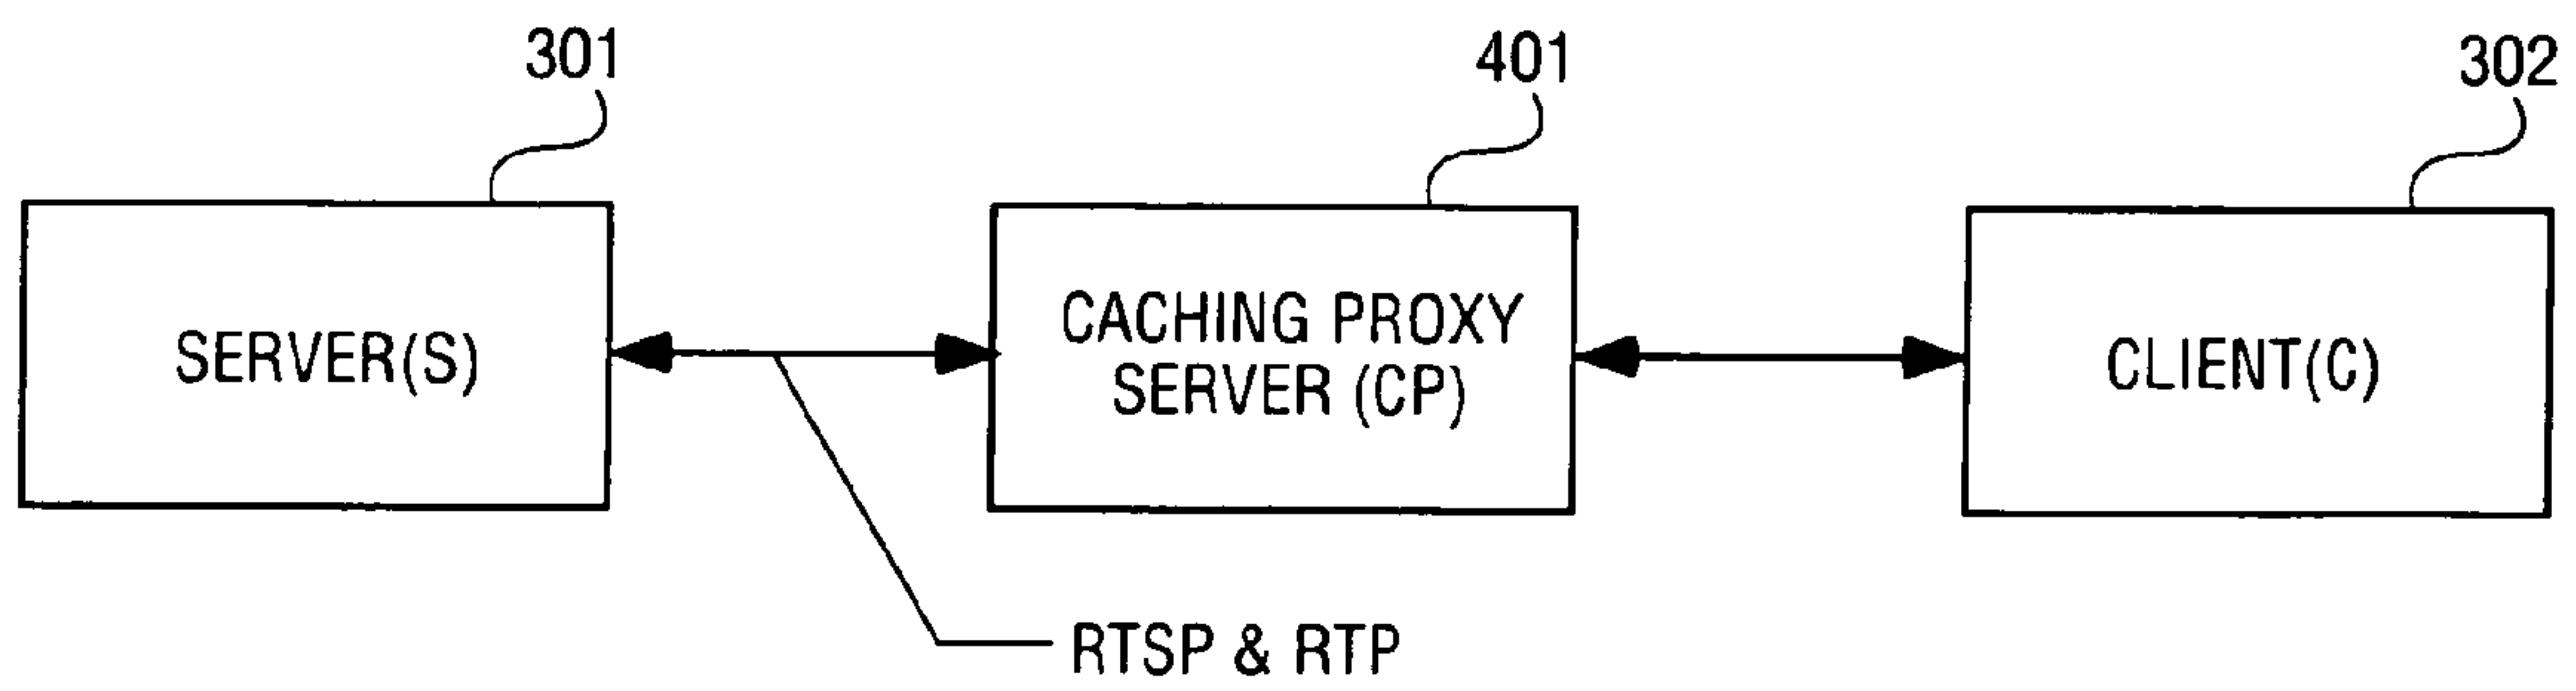 301
401
302
SERVER(S)
CACHING PROXY
SERVER (CP)
CLIENT(C)
RTSP & RTP